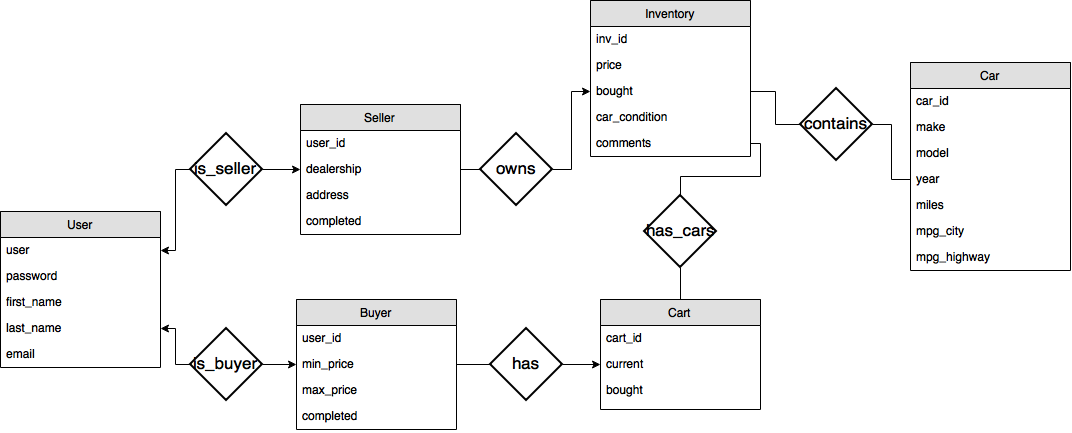 Inventory
inv_id
price
bought
car_condition
comments
Car
car_id
make
model
year
miles
mpg_city
mpg_highway
contains
Seller
user_id
dealership
address
completed
is_seller
owns
User
user
password
first_name
last_name
email
has_cars
Buyer
user_id
min_price
max_price
completed
is_buyer
has
Cart
cart_id
current
bought